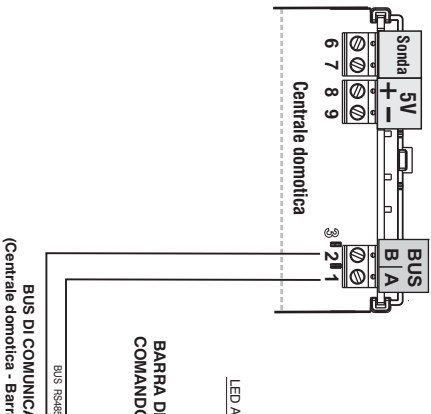 Sonda
5V
+ −
BUS
B A
6 7 8 9
3 2 1
Centrale domotica
LED A
BARRA DI
COMANDO
BUS RS485
BUS DI COMUNICA
(Centrale domotica - Barr